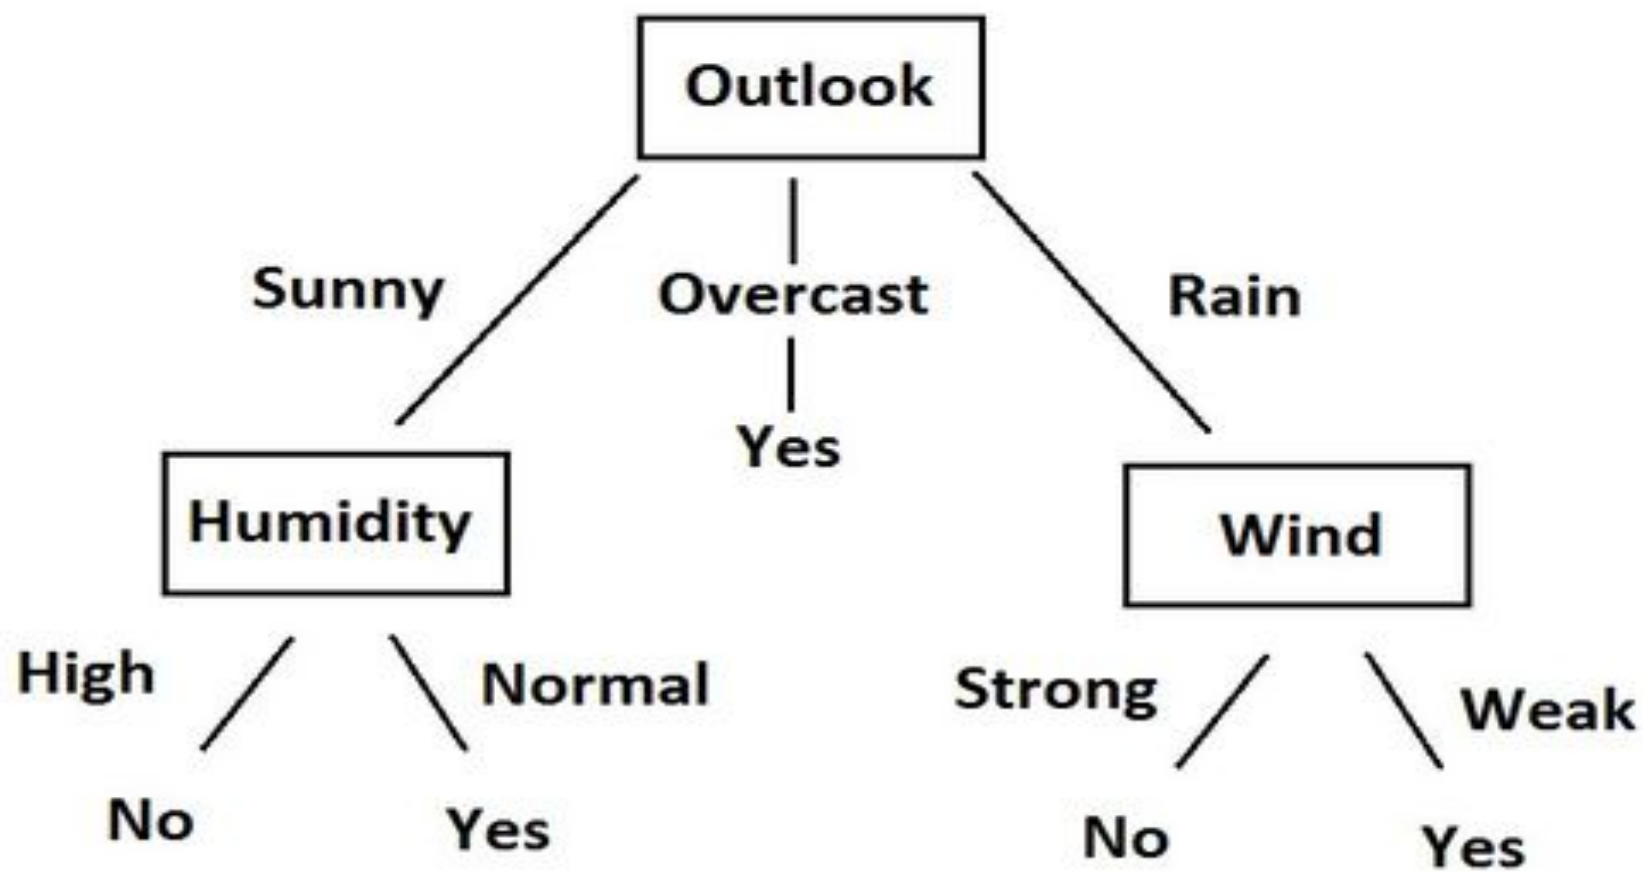 Outlook
Sunny
Overcast
Rain
Yes
Humidity
Wind
High
Normal
Strong
Weak
No
Yes
No
Yes